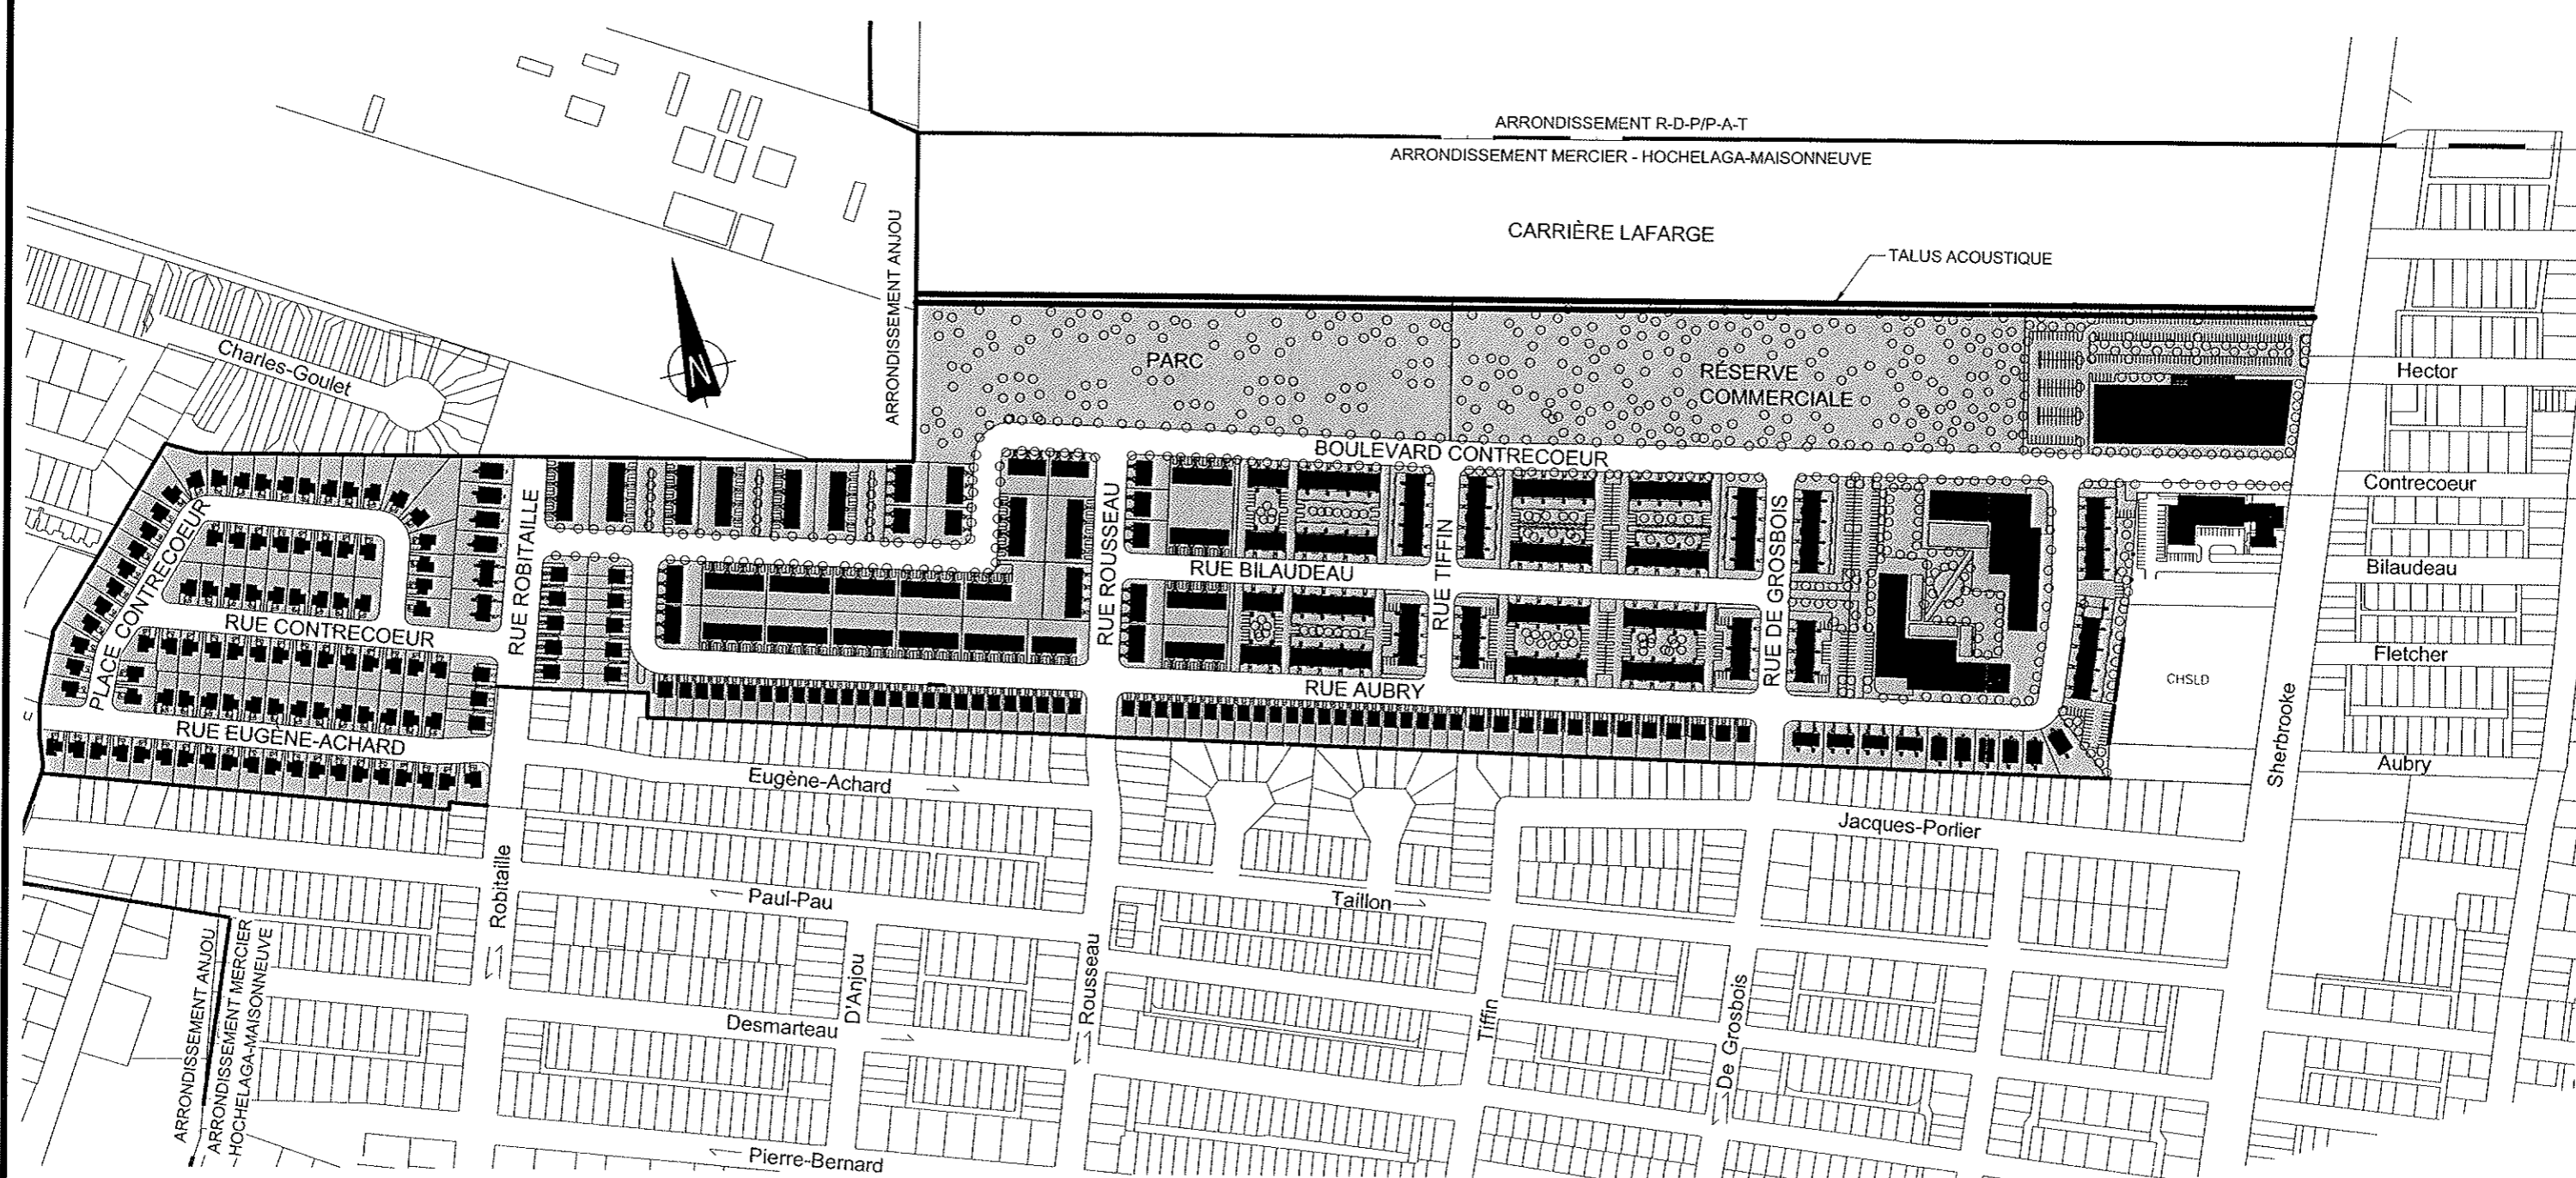 ARRONDISSEMENT R-D-P/P-A-T
ARRONDISSEMENT MERCIER - HOCHELAGA-MAISONNEUVE
CARRIÈRE LAFARGE
TALUS ACOUSTIQUE
ARRONDISSEMENT ANJOU
N
PARC
RÉSERVE
COMMERCIALE
Charles-Goulet
Hector
BOULEVARD CONTRECOEUR
Contrecoeur
PLACE CONTRECOEUR
RUE ROBITAILLE
RUE ROUSSEAU
RUE TIFFIN
RUE DE GROSBOIS
RUE BILAUDEAU
Bilaudeau
RUE CONTRECOEUR
Fletcher
CHSLD
RUE AUBRY
Sherbrooke
RUE EUGÈNE-ACHARD
Aubry
Eugène-Achard
Jacques-Porlier
Robitaille
Paul-Pau
Taillon
D'Anjou
Rousseau
Tiffin
De Grosbois
Desmarteau
ARRONDISSEMENT ANJOU
ARRONDISSEMENT MERCIER
HOCHELAGA-MAISONNEUVE
Pierre-Bernard